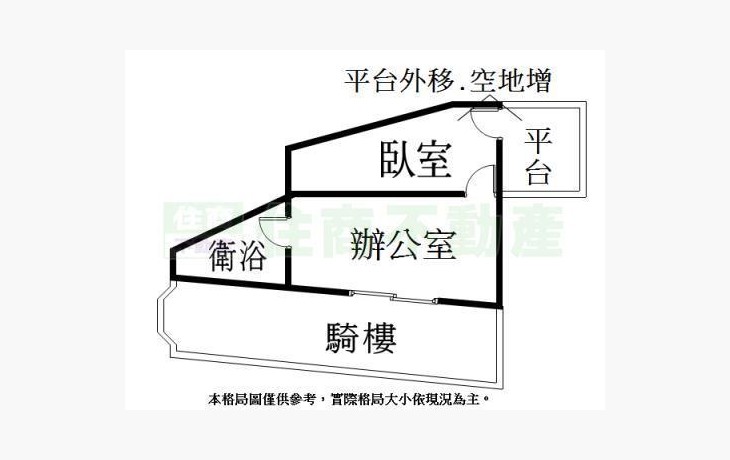 平台外移.空地增
平台
臥室
住商
住商不動產
辦公室
衛浴
騎樓
本格局圖僅供參考，實際格局大小依現況為主。